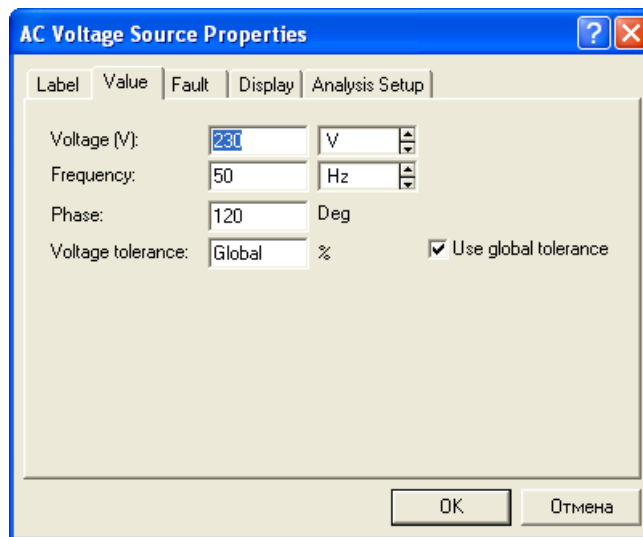 AC Voltage Source Properties
Label Value Fault Display Analysis Setup
Voltage (V): 230 V
Frequency: 50 Hz
Phase: 120 Deg
Voltage tolerance: Global % Use global tolerance
OK Отмена